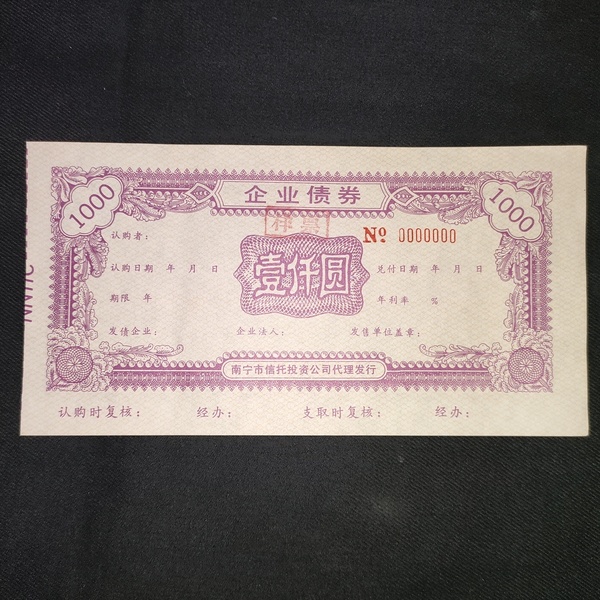 企业债券
1000
1000
样票
认购者：
Nº 0000000
认购日期 年 月 日
壹仟圆
兑付日期 年 月 日
期限 年
年利率 %
发债企业：
企业法人：
发售单位盖章：
南宁市信托投资公司代理发行
认购时复核： 经办： 支取时复核： 经办：